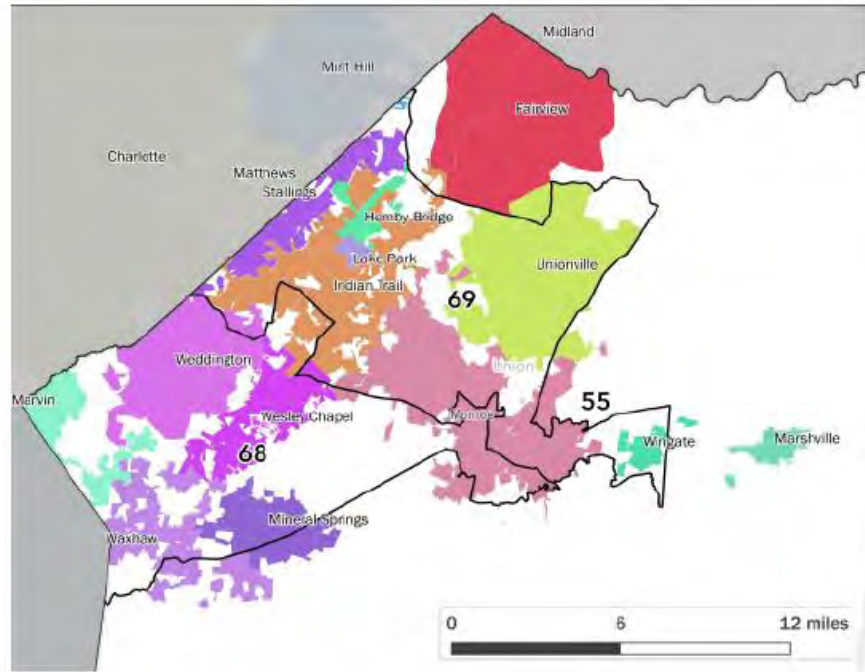 Midland
Mint Hill
Fairview
Charlotte
Matthews
Stallings
Hemby Bridge
Lake Park
Unionville
Indian Trail
69
Union
Weddington
Marvin
55
Wesley Chapel
Monroe
Wingate
Marshville
68
Mineral Springs
Waxhaw
0 6 12 miles